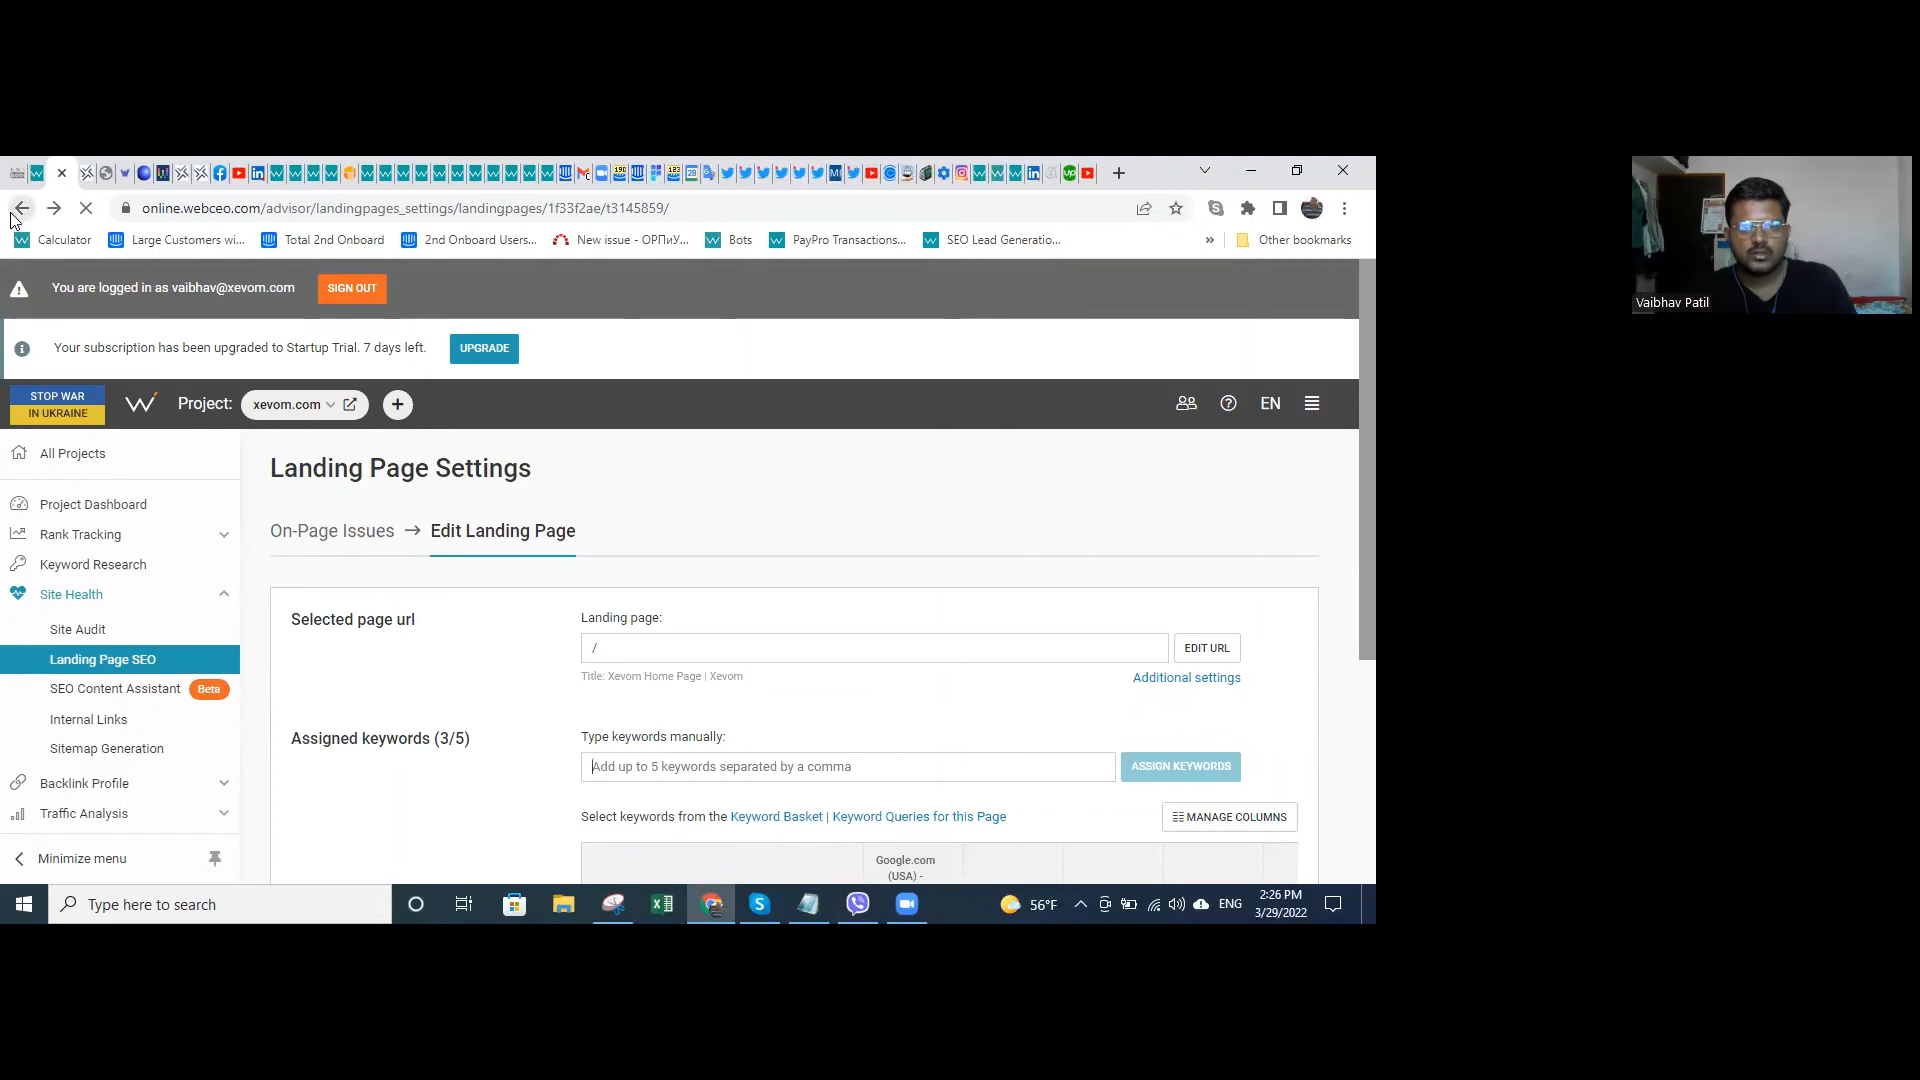 online.webceo.com/advisor/landingpages_settings/landingpages/1f33f2ae/t3145859/
Calculator
Large Customers wi...
Total 2nd Onboard
2nd Onboard Users...
New issue - ОРПиУ...
Bots
PayPro Transactions...
SEO Lead Generatio...
»
Other bookmarks
You are logged in as vaibhav@xevom.com
SIGN OUT
Your subscription has been upgraded to Startup Trial. 7 days left.
UPGRADE
STOP WAR
IN UKRAINE
Project:
xevom.com
EN
All Projects
Project Dashboard
Rank Tracking
Keyword Research
Site Health
Site Audit
Landing Page SEO
SEO Content Assistant
Beta
Internal Links
Sitemap Generation
Backlink Profile
Traffic Analysis
Minimize menu
Landing Page Settings
On-Page Issues → Edit Landing Page
Selected page url
Landing page:
/
EDIT URL
Title: Xevom Home Page | Xevom
Additional settings
Assigned keywords (3/5)
Type keywords manually:
Add up to 5 keywords separated by a comma
ASSIGN KEYWORDS
Select keywords from the Keyword Basket | Keyword Queries for this Page
MANAGE COLUMNS
Google.com
(USA) -
Type here to search
56°F
ENG
2:26 PM
3/29/2022
Vaibhav Patil